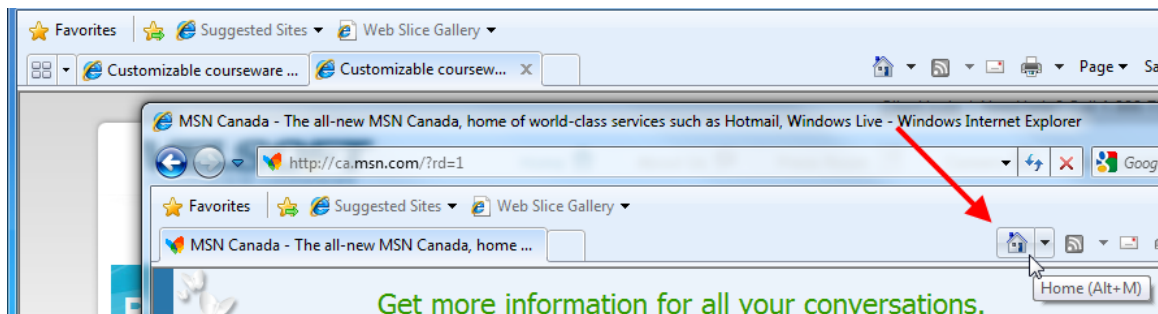 Favorites Suggested Sites Web Slice Gallery
Customizable courseware ... Customizable coursew... x Page
MSN Canada - The all-new MSN Canada, home of world-class services such as Hotmail, Windows Live - Windows Internet Explorer
http://ca.msn.com/?rd=1 Goog
Favorites Suggested Sites Web Slice Gallery
MSN Canada - The all-new MSN Canada, home ...
Home (Alt+M)
Get more information for all your conversations.